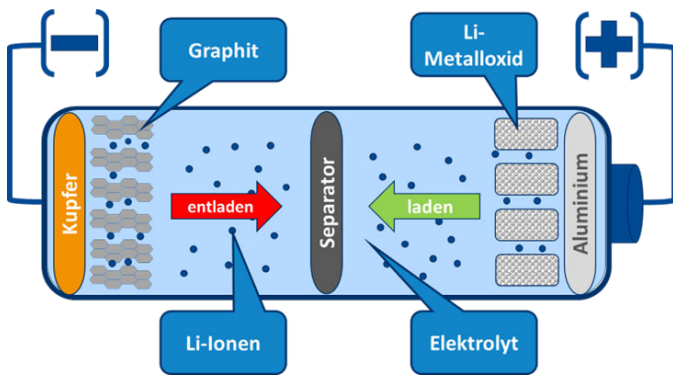 Graphit
Li-
Metalloxid
Kupfer
entladen
Separator
laden
Aluminium
Li-Ionen
Elektrolyt